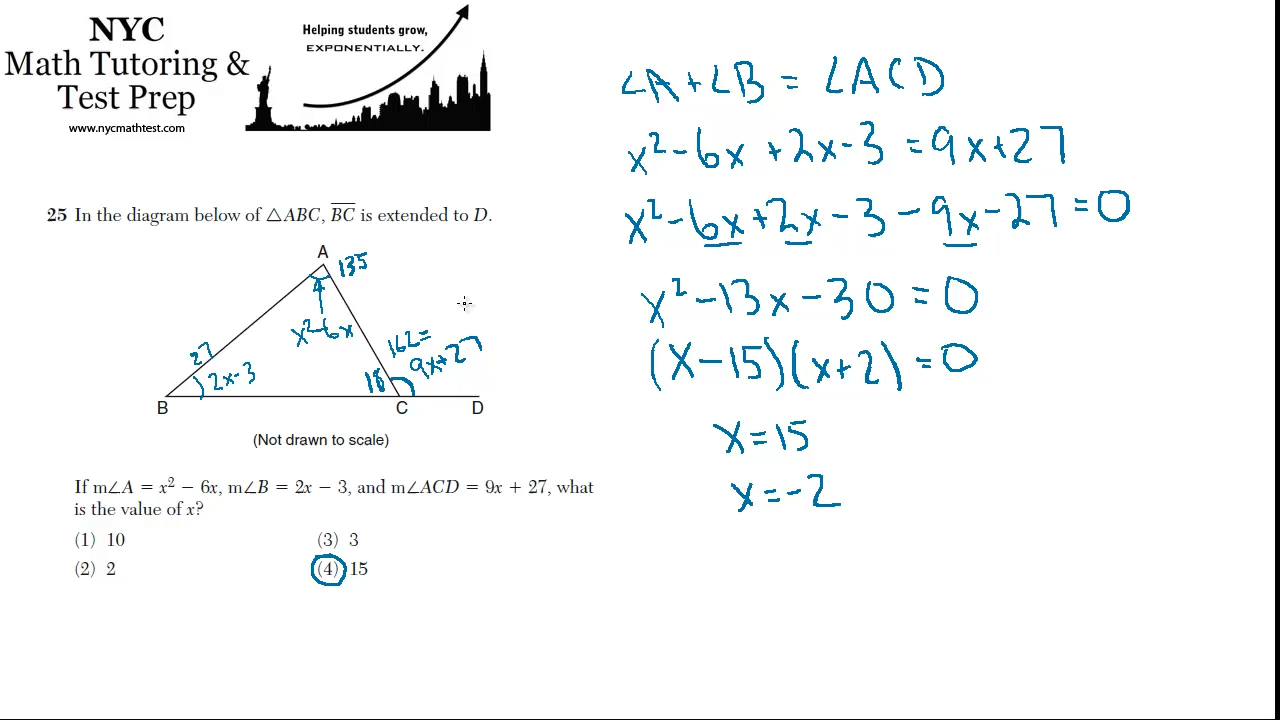 NYC
Math Tutoring &
Test Prep
www.nycmathtest.com
Helping students grow,
EXPONENTIALLY.
25 In the diagram below of △ABC, B̅C̅ is extended to D.
A
135
x² - 6x
27
2x - 3
162 =
9x + 27
18
B
C
D
(Not drawn to scale)
If m∠A = x² − 6x, m∠B = 2x − 3, and m∠ACD = 9x + 27, what
is the value of x?
(1) 10
(3) 3
(2) 2
(4) 15
∠A + ∠B = ∠ACD
x² - 6x + 2x - 3 = 9x + 27
x² - 6x + 2x - 3 - 9x - 27 = 0
x² - 13x - 30 = 0
(x - 15)(x + 2) = 0
x = 15
x = -2